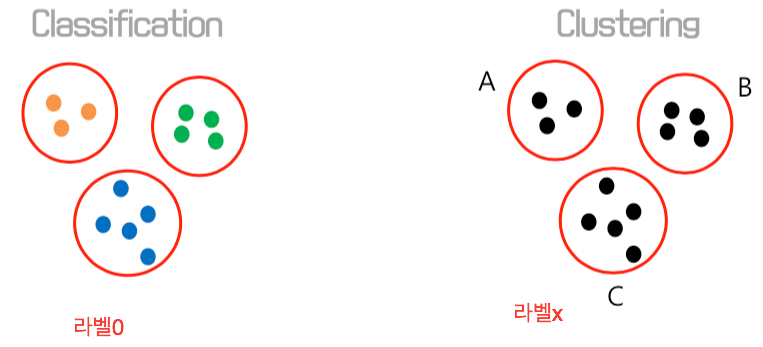 Classification
Clustering
A
B
C
라벨0
라벨x